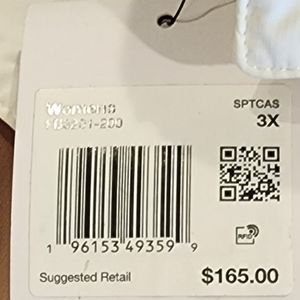 Womens
SPTCAS
3X
RFID
1 96153 49359 9
Suggested Retail
$165.00